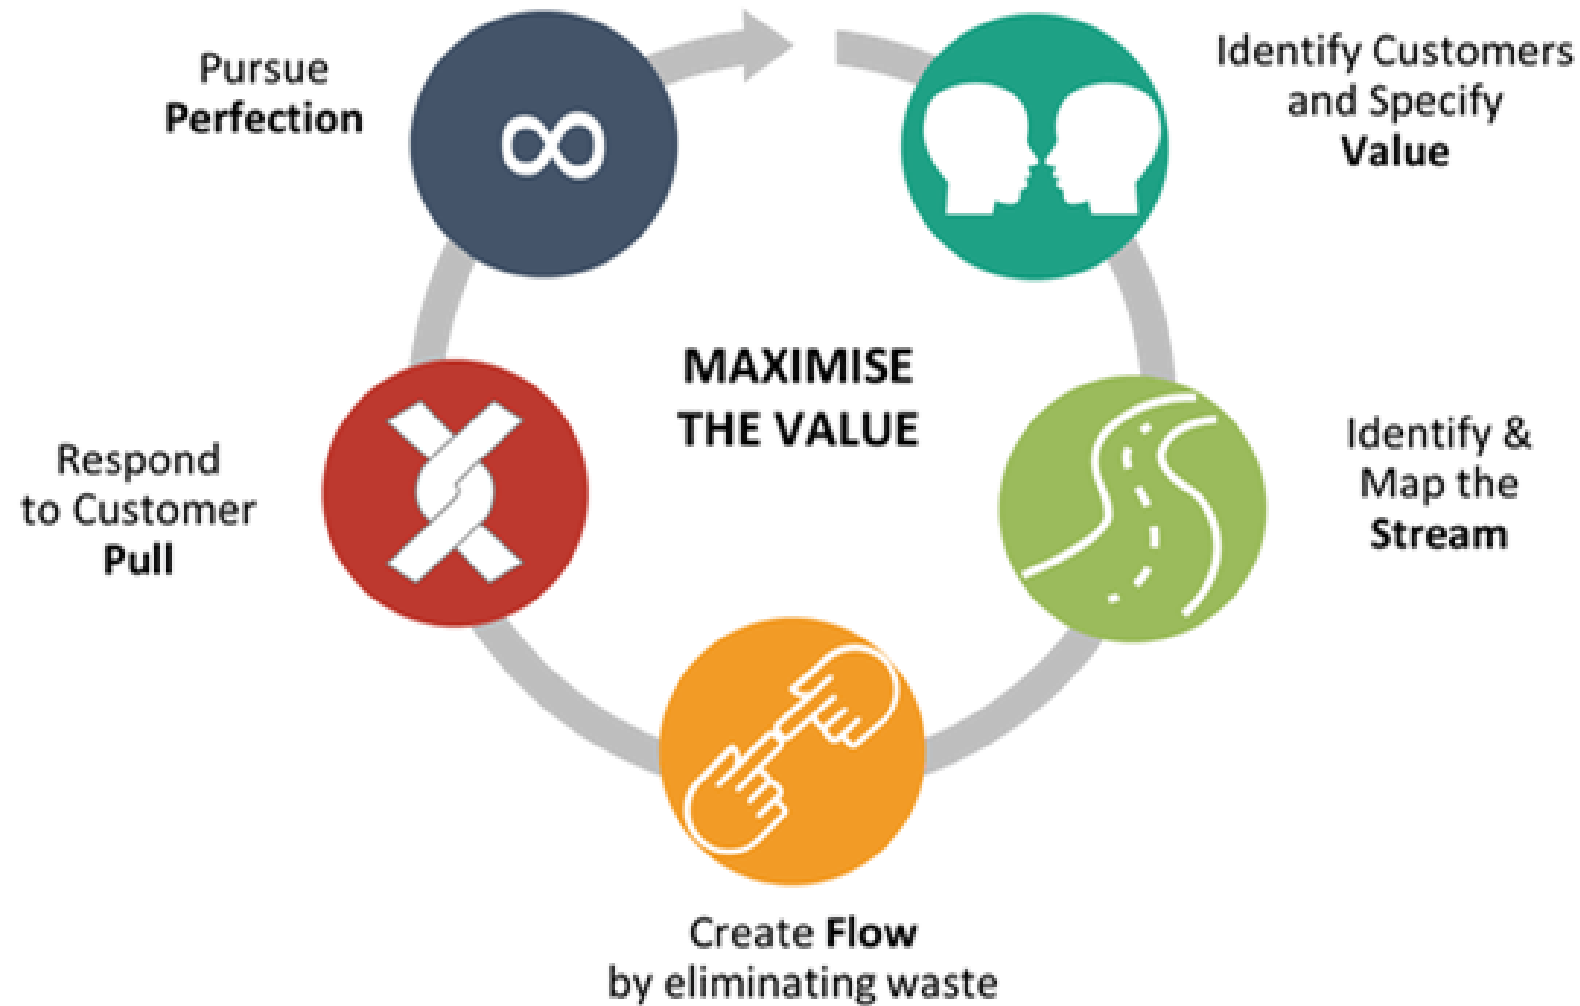 Pursue
Perfection
Identify Customers
and Specify
Value
MAXIMISE
THE VALUE
Respond
to Customer
Pull
Identify &
Map the
Stream
Create Flow
by eliminating waste